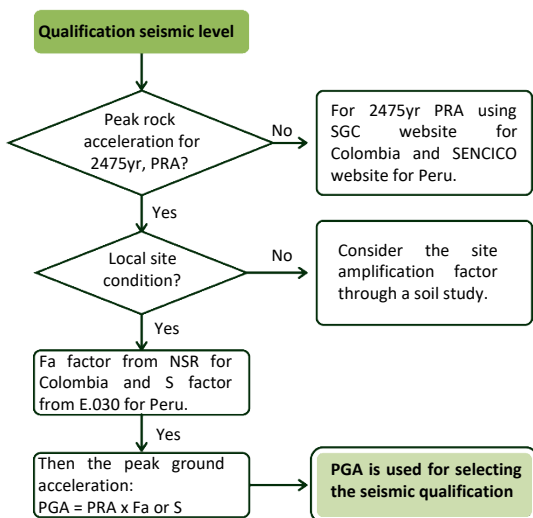 Qualification seismic level
Peak rock
acceleration for
2475yr, PRA?
No
For 2475yr PRA using
SGC website for
Colombia and SENCICO
website for Peru.
Yes
Local site
condition?
No
Consider the site
amplification factor
through a soil study.
Yes
Fa factor from NSR for
Colombia and S factor
from E.030 for Peru.
Yes
Then the peak ground
acceleration:
PGA = PRA x Fa or S
PGA is used for selecting
the seismic qualification